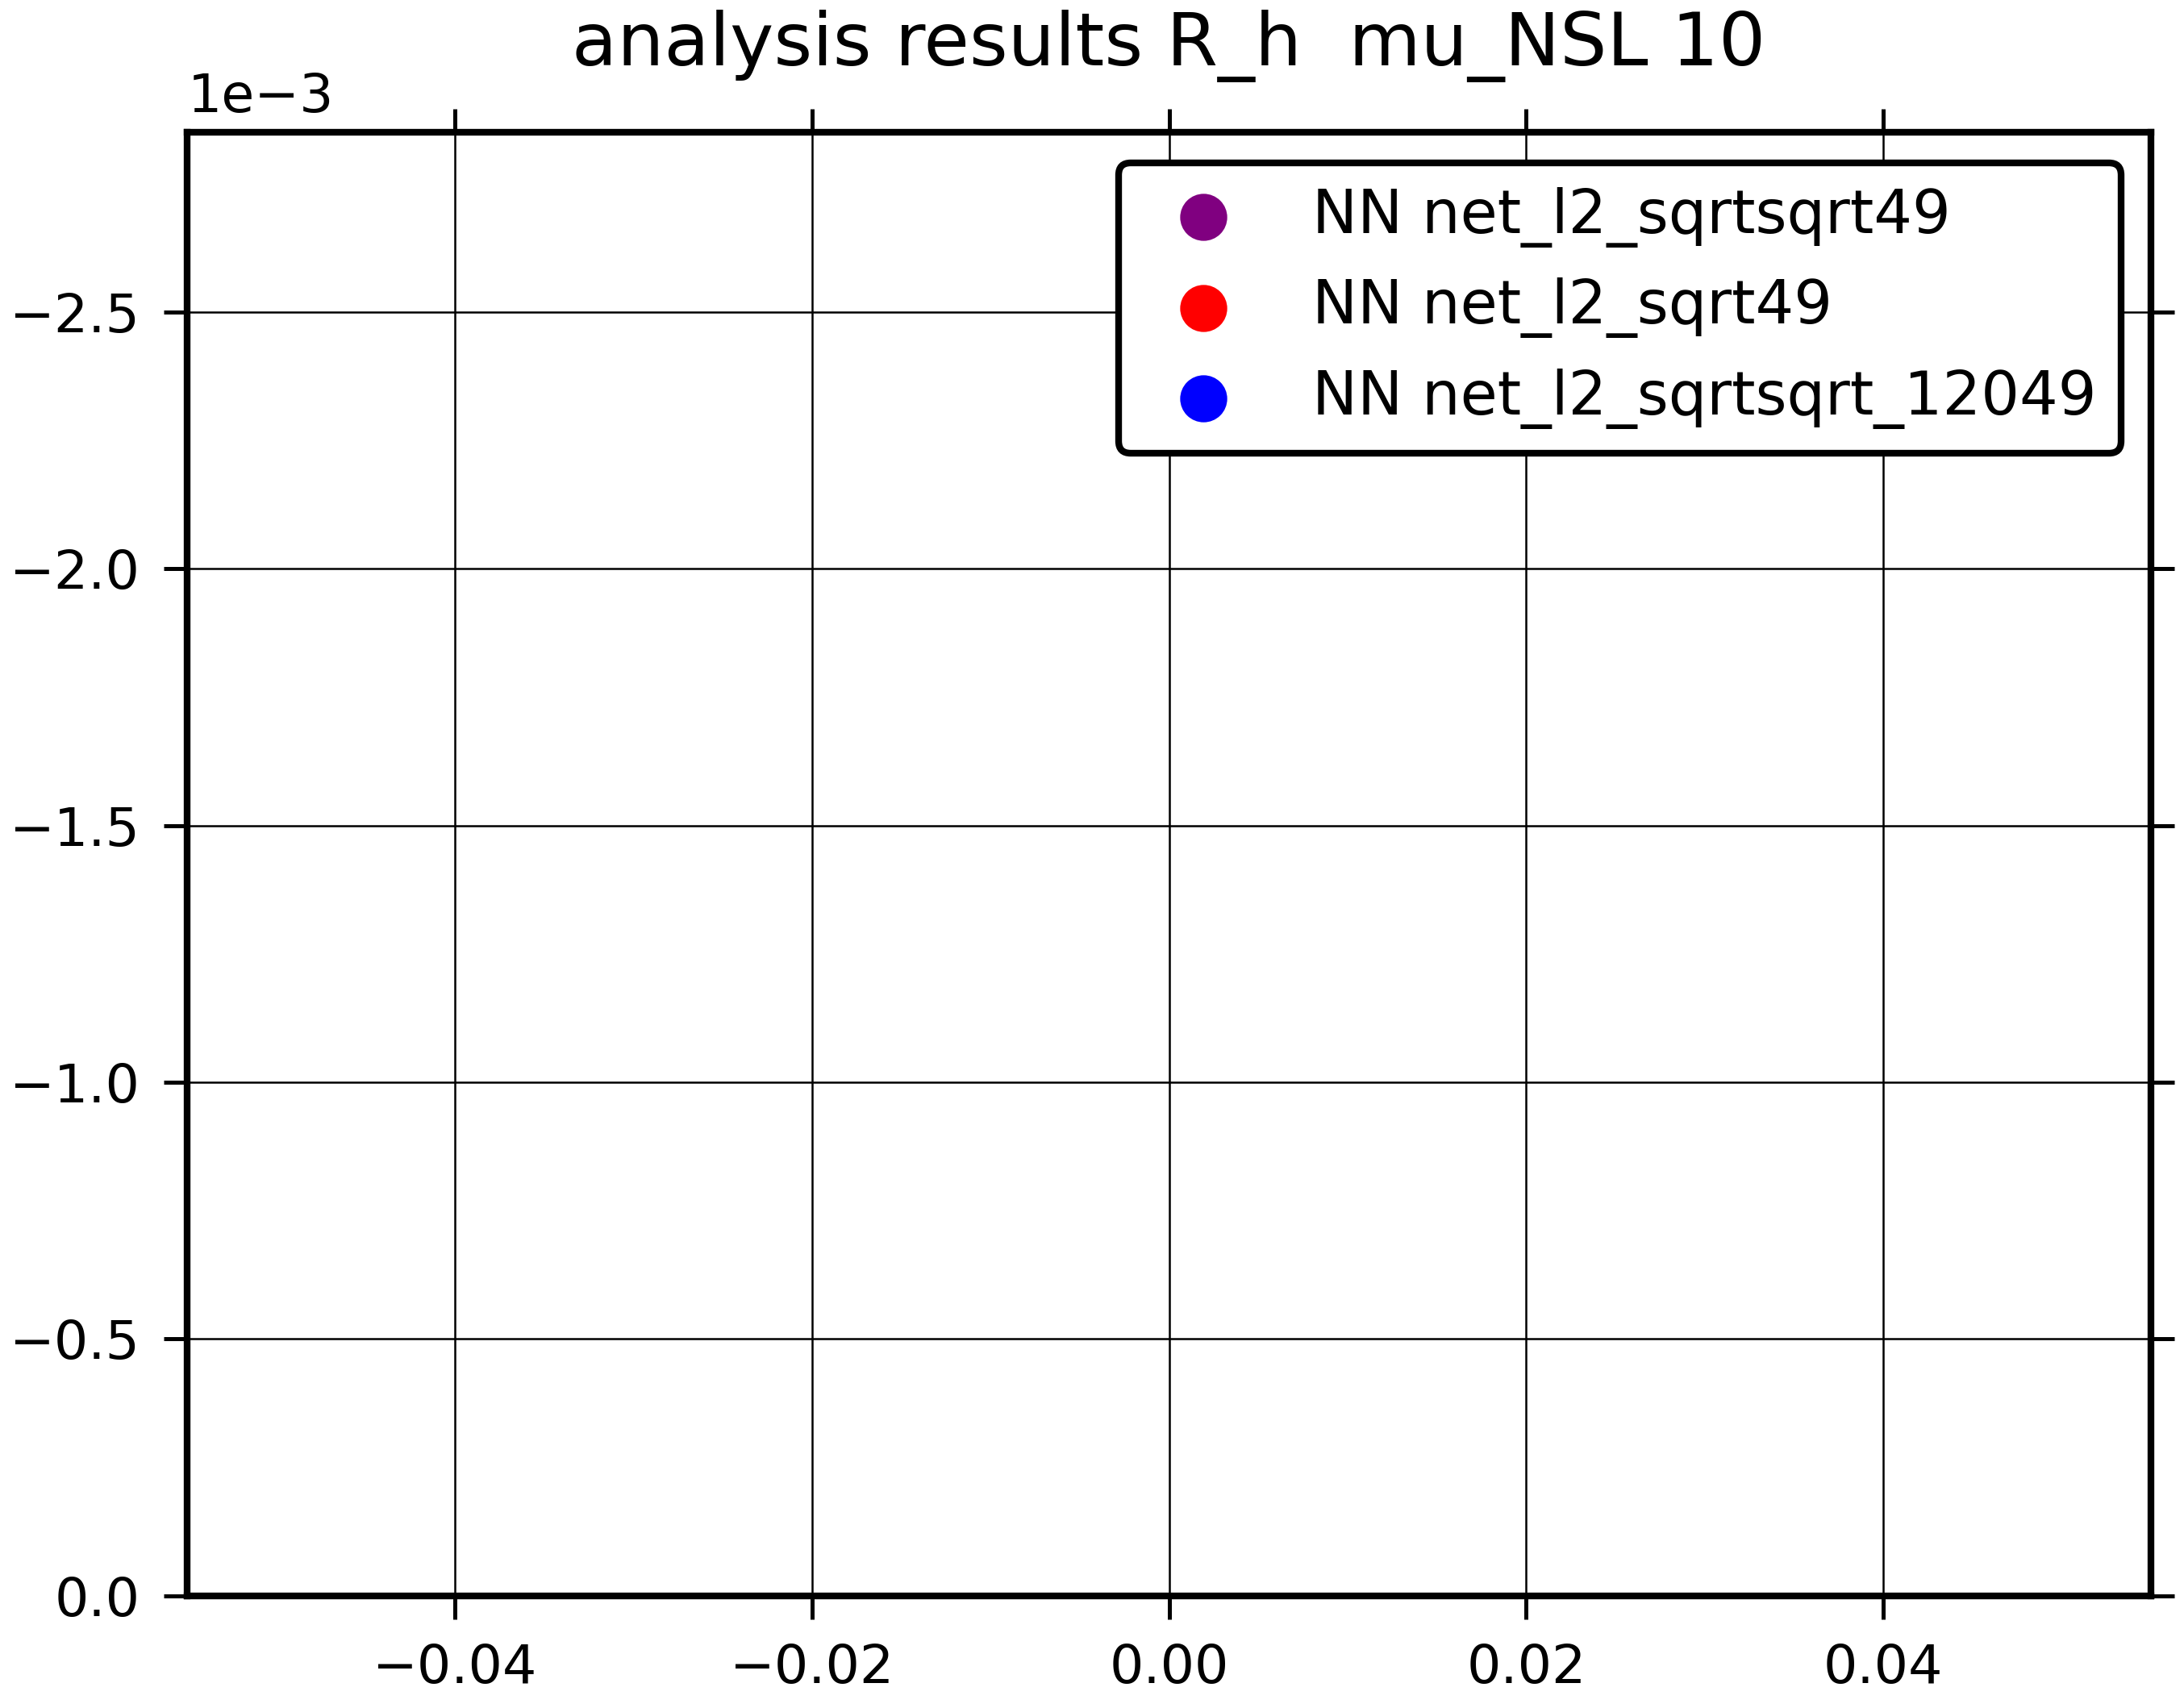 analysis results R_h  mu_NSL 10
1e−3
NN net_l2_sqrtsqrt49
NN net_l2_sqrt49
NN net_l2_sqrtsqrt_12049
−2.5
−2.0
−1.5
−1.0
−0.5
0.0
−0.04
−0.02
0.00
0.02
0.04